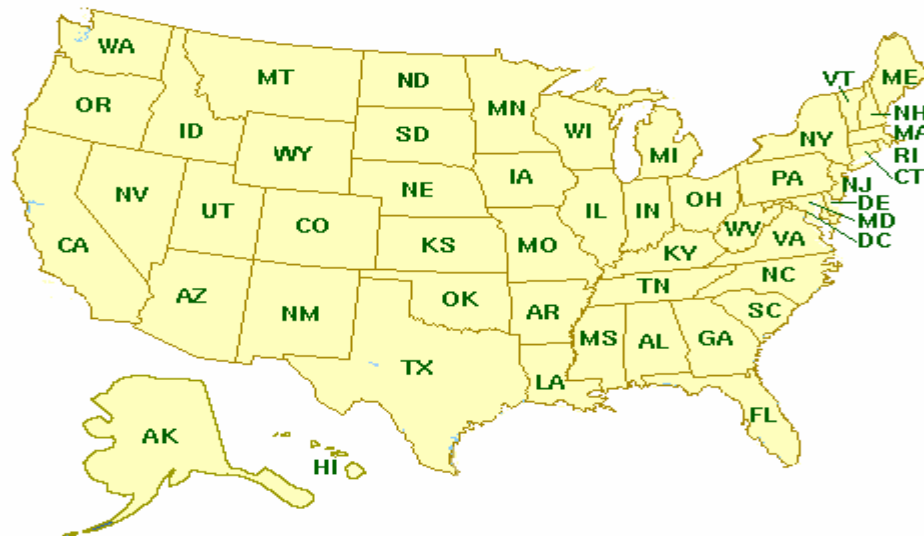 WA
MT
ND
MN
VT
ME
OR
ID
SD
WI
NY
NH
MA
WY
MI
RI
CT
NV
UT
NE
IA
PA
NJ
CO
IL
IN
OH
DE
MD
DC
CA
KS
MO
WV
VA
KY
AZ
NM
OK
TN
NC
AR
SC
TX
MS
AL
GA
LA
FL
AK
HI